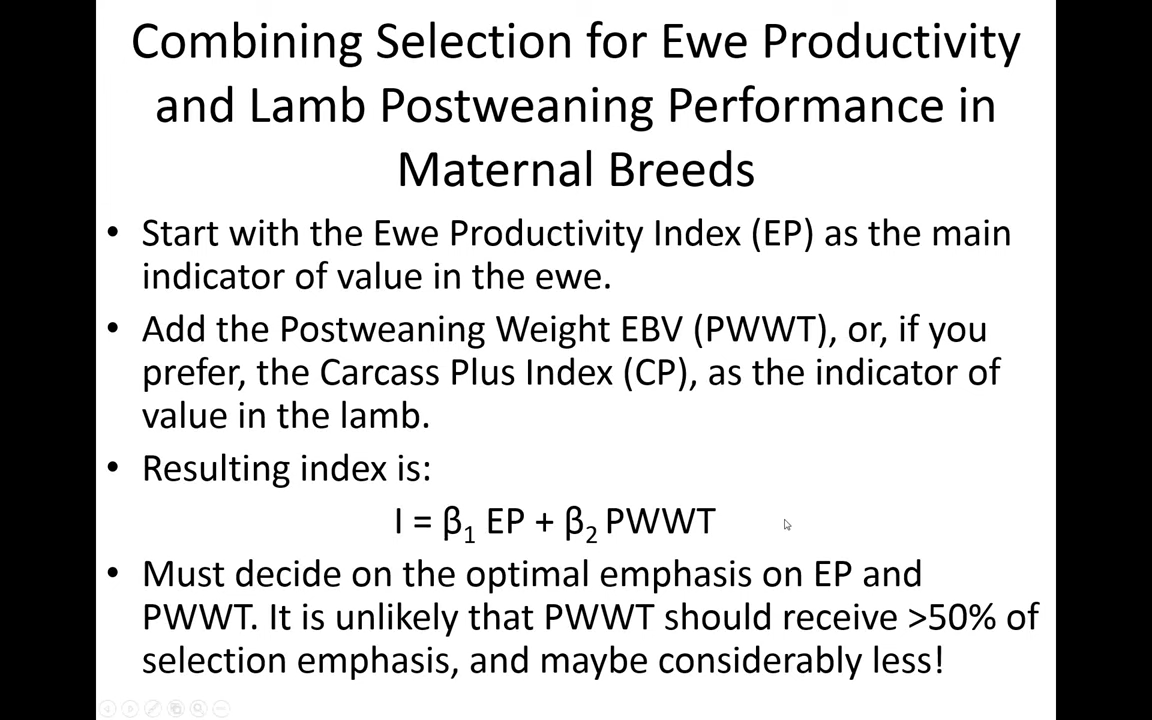 Combining Selection for Ewe Productivity
and Lamb Postweaning Performance in
Maternal Breeds
• Start with the Ewe Productivity Index (EP) as the main
indicator of value in the ewe.
• Add the Postweaning Weight EBV (PWWT), or, if you
prefer, the Carcass Plus Index (CP), as the indicator of
value in the lamb.
• Resulting index is:
I = β₁ EP + β₂ PWWT
• Must decide on the optimal emphasis on EP and
PWWT. It is unlikely that PWWT should receive >50% of
selection emphasis, and maybe considerably less!